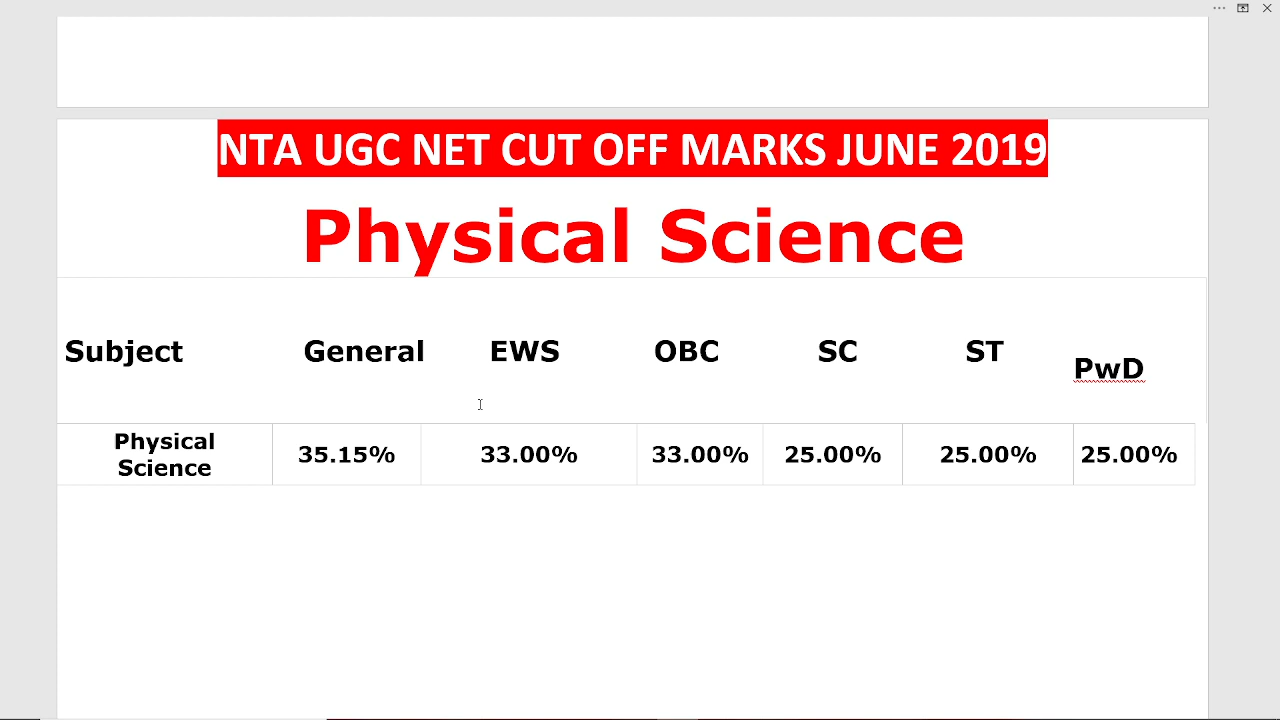 NTA UGC NET CUT OFF MARKS JUNE 2019
Physical Science
Subject General EWS OBC SC ST PwD
Physical Science 35.15% 33.00% 33.00% 25.00% 25.00% 25.00%